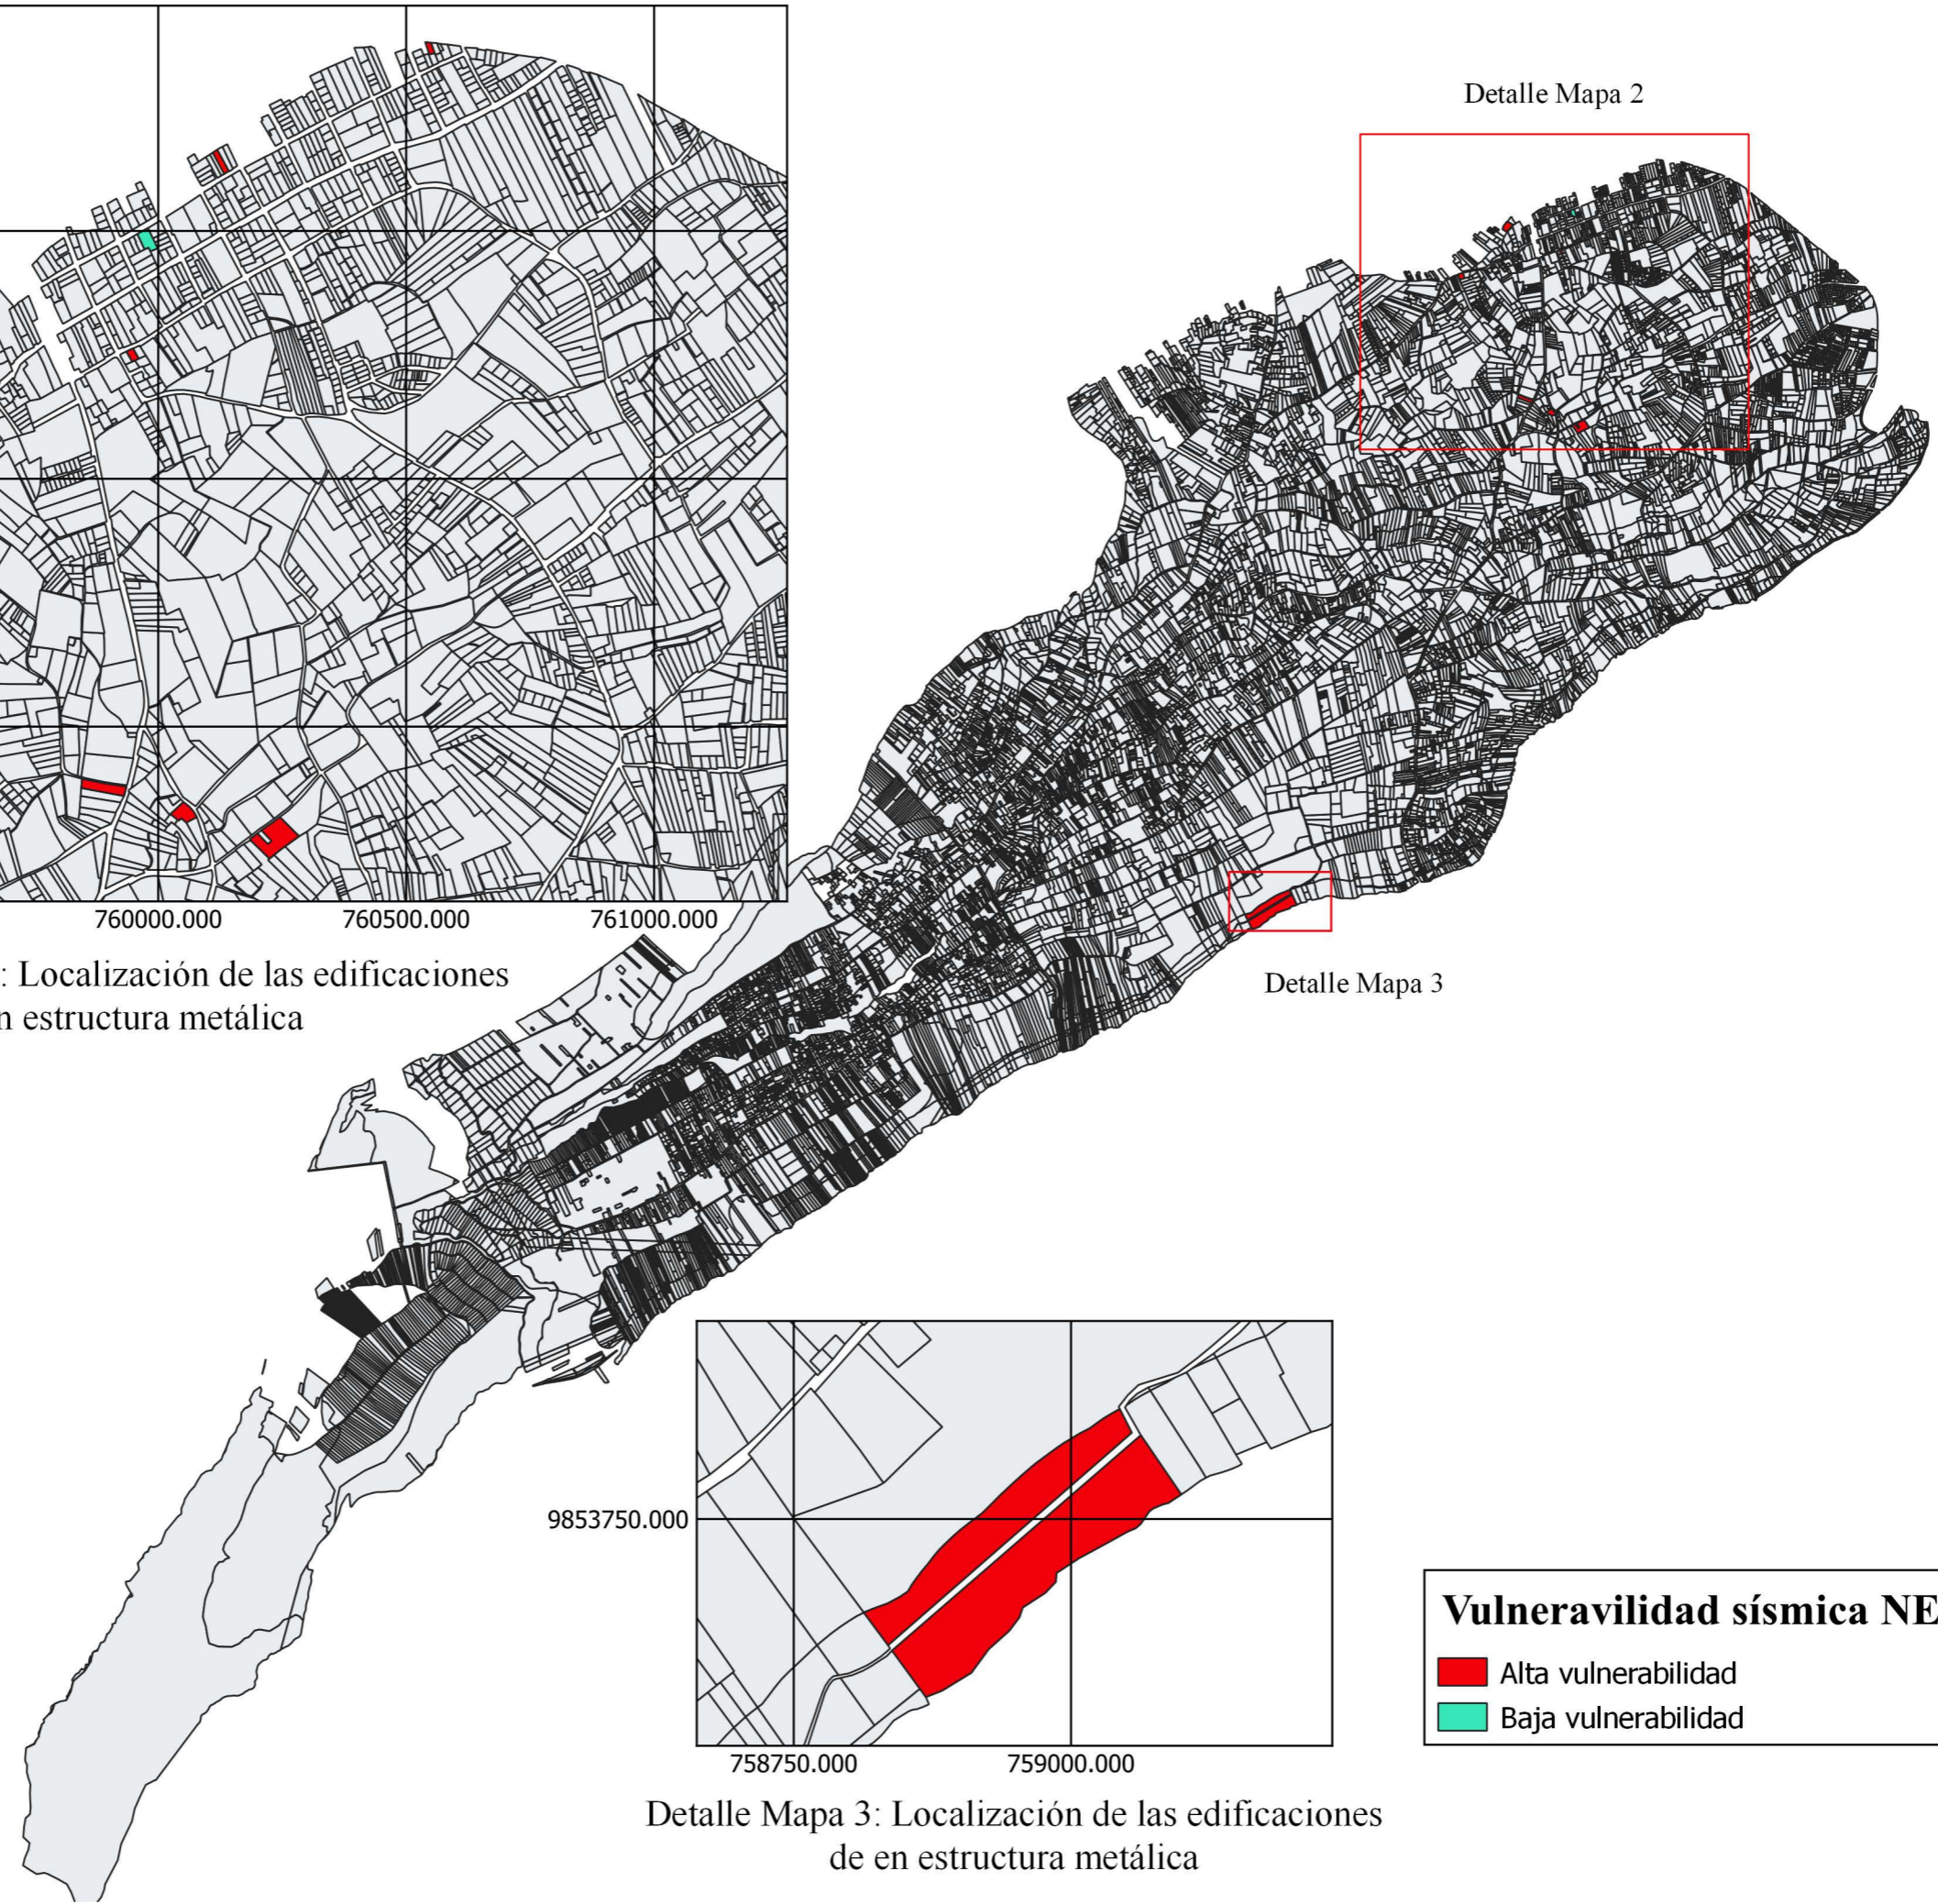 Detalle Mapa 2
760000.000
760500.000
761000.000
: Localización de las edificaciones
n estructura metálica
Detalle Mapa 3
9853750.000
758750.000
759000.000
Detalle Mapa 3: Localización de las edificaciones
de en estructura metálica
Vulneravilidad sísmica NE
Alta vulnerabilidad
Baja vulnerabilidad